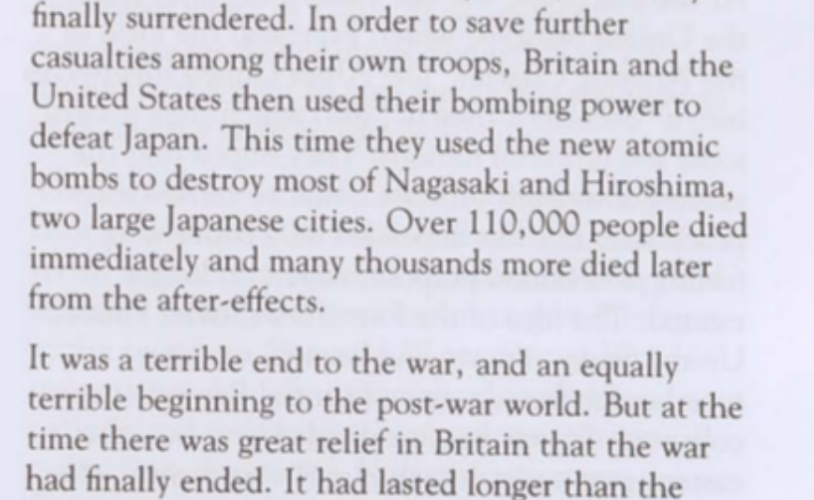 finally surrendered. In order to save further
casualties among their own troops, Britain and the
United States then used their bombing power to
defeat Japan. This time they used the new atomic
bombs to destroy most of Nagasaki and Hiroshima,
two large Japanese cities. Over 110,000 people died
immediately and many thousands more died later
from the after-effects.
It was a terrible end to the war, and an equally
terrible beginning to the post-war world. But at the
time there was great relief in Britain that the war
had finally ended. It had lasted longer than the